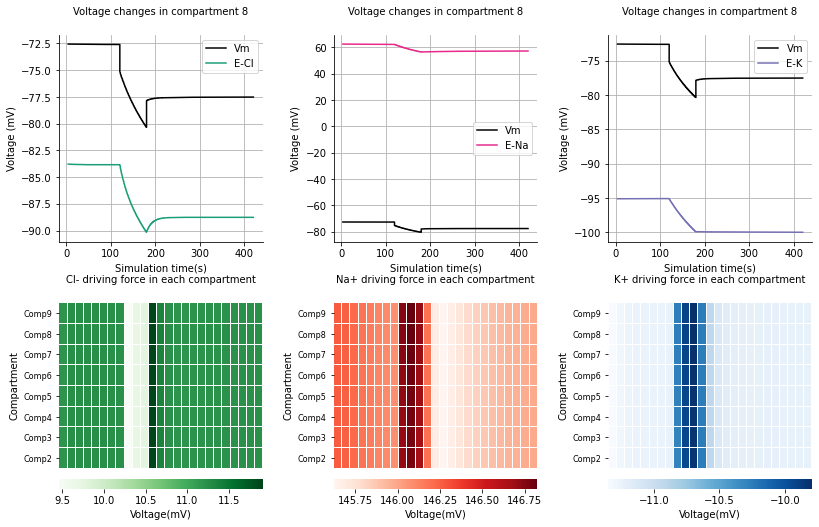 Voltage changes in compartment 8
Voltage (mV)
−72.5
−75.0
−77.5
−80.0
−82.5
−85.0
−87.5
−90.0
Vm
E-Cl
0 100 200 300 400
Simulation time(s)
Voltage changes in compartment 8
Voltage (mV)
60
40
20
0
−20
−40
−60
−80
Vm
E-Na
0 100 200 300 400
Simulation time(s)
Voltage changes in compartment 8
Voltage (mV)
−75
−80
−85
−90
−95
−100
Vm
E-K
0 100 200 300 400
Simulation time(s)
Cl- driving force in each compartment
Compartment
Comp9
Comp8
Comp7
Comp6
Comp5
Comp4
Comp3
Comp2
9.5 10.0 10.5 11.0 11.5
Voltage(mV)
Na+ driving force in each compartment
Compartment
Comp9
Comp8
Comp7
Comp6
Comp5
Comp4
Comp3
Comp2
145.75 146.00 146.25 146.50 146.75
Voltage(mV)
K+ driving force in each compartment
Compartment
Comp9
Comp8
Comp7
Comp6
Comp5
Comp4
Comp3
Comp2
−11.0 −10.5 −10.0
Voltage(mV)